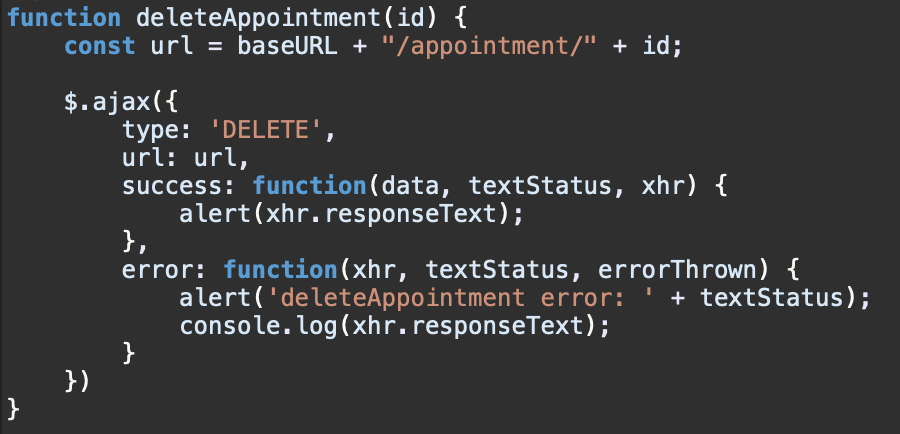 function deleteAppointment(id) {
    const url = baseURL + "/appointment/" + id;

    $.ajax({
        type: 'DELETE',
        url: url,
        success: function(data, textStatus, xhr) {
            alert(xhr.responseText);
        },
        error: function(xhr, textStatus, errorThrown) {
            alert('deleteAppointment error: ' + textStatus);
            console.log(xhr.responseText);
        }
    })
}